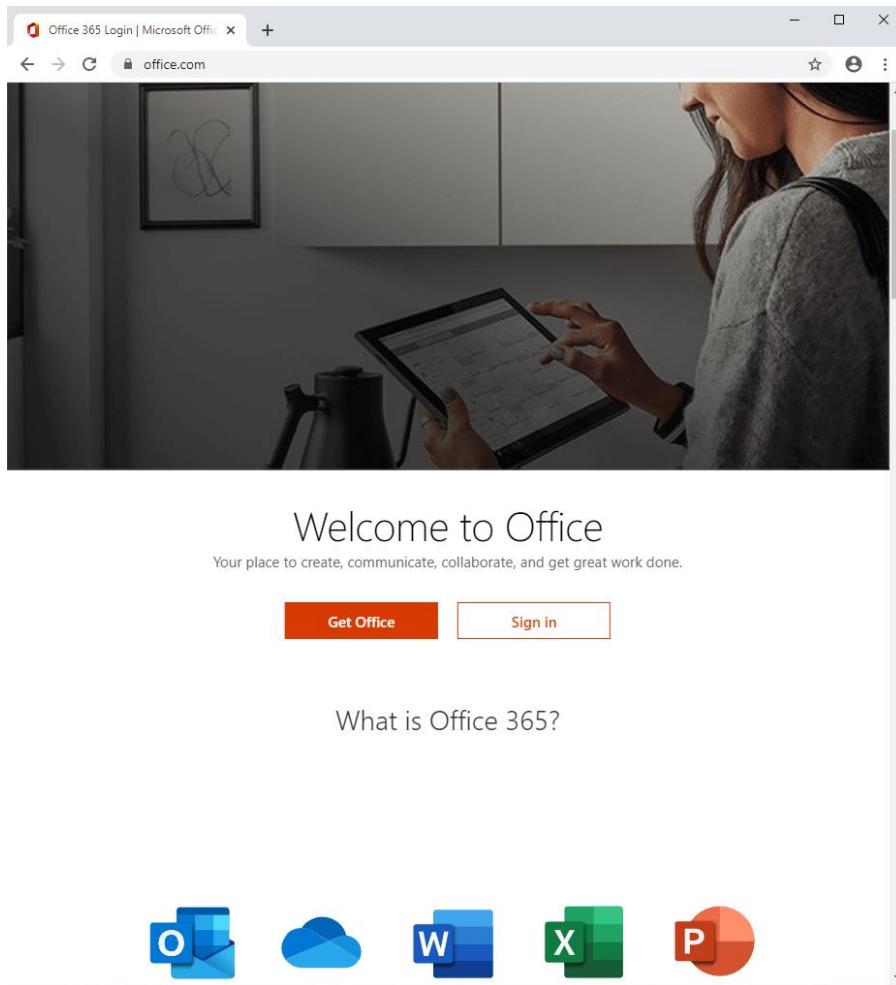 Office 365 Login | Microsoft Offic
office.com
Welcome to Office
Your place to create, communicate, collaborate, and get great work done.
Get Office
Sign in
What is Office 365?
O
W
X
P